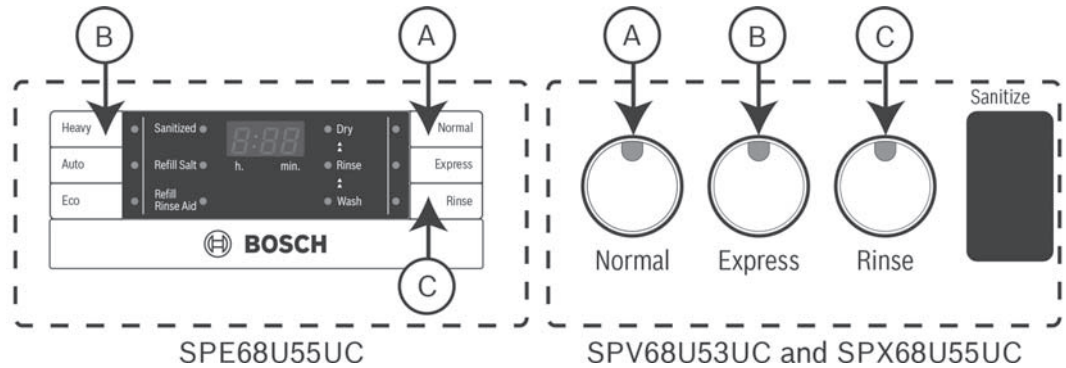 B
A
Heavy
Sanitized
8:88
Dry
Normal
Auto
Refill Salt
h.
min.
Rinse
Express
Eco
Refill
Rinse Aid
Wash
Rinse
BOSCH
C
SPE68U55UC
A
B
C
Sanitize
Normal
Express
Rinse
SPV68U53UC and SPX68U55UC